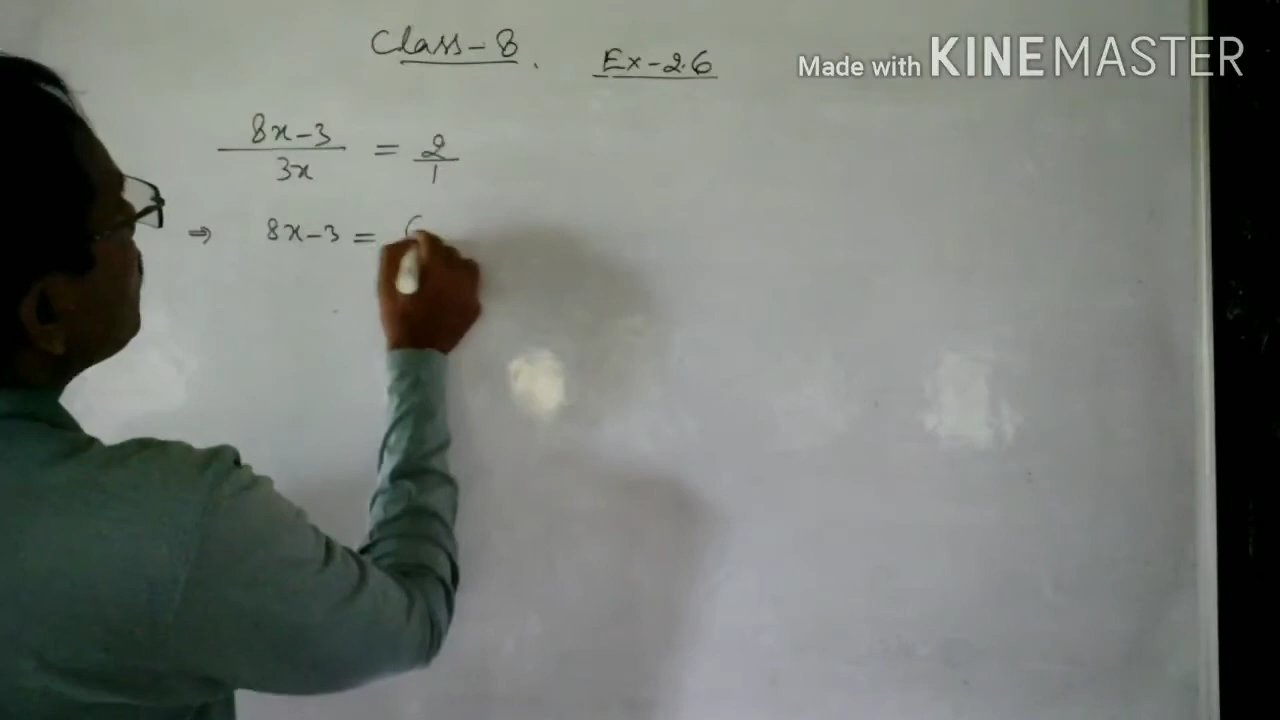 Class-8.
Ex-2.6
Made with KINEMASTER
8x-3/3x = 2/1
⇒ 8x-3 = 6